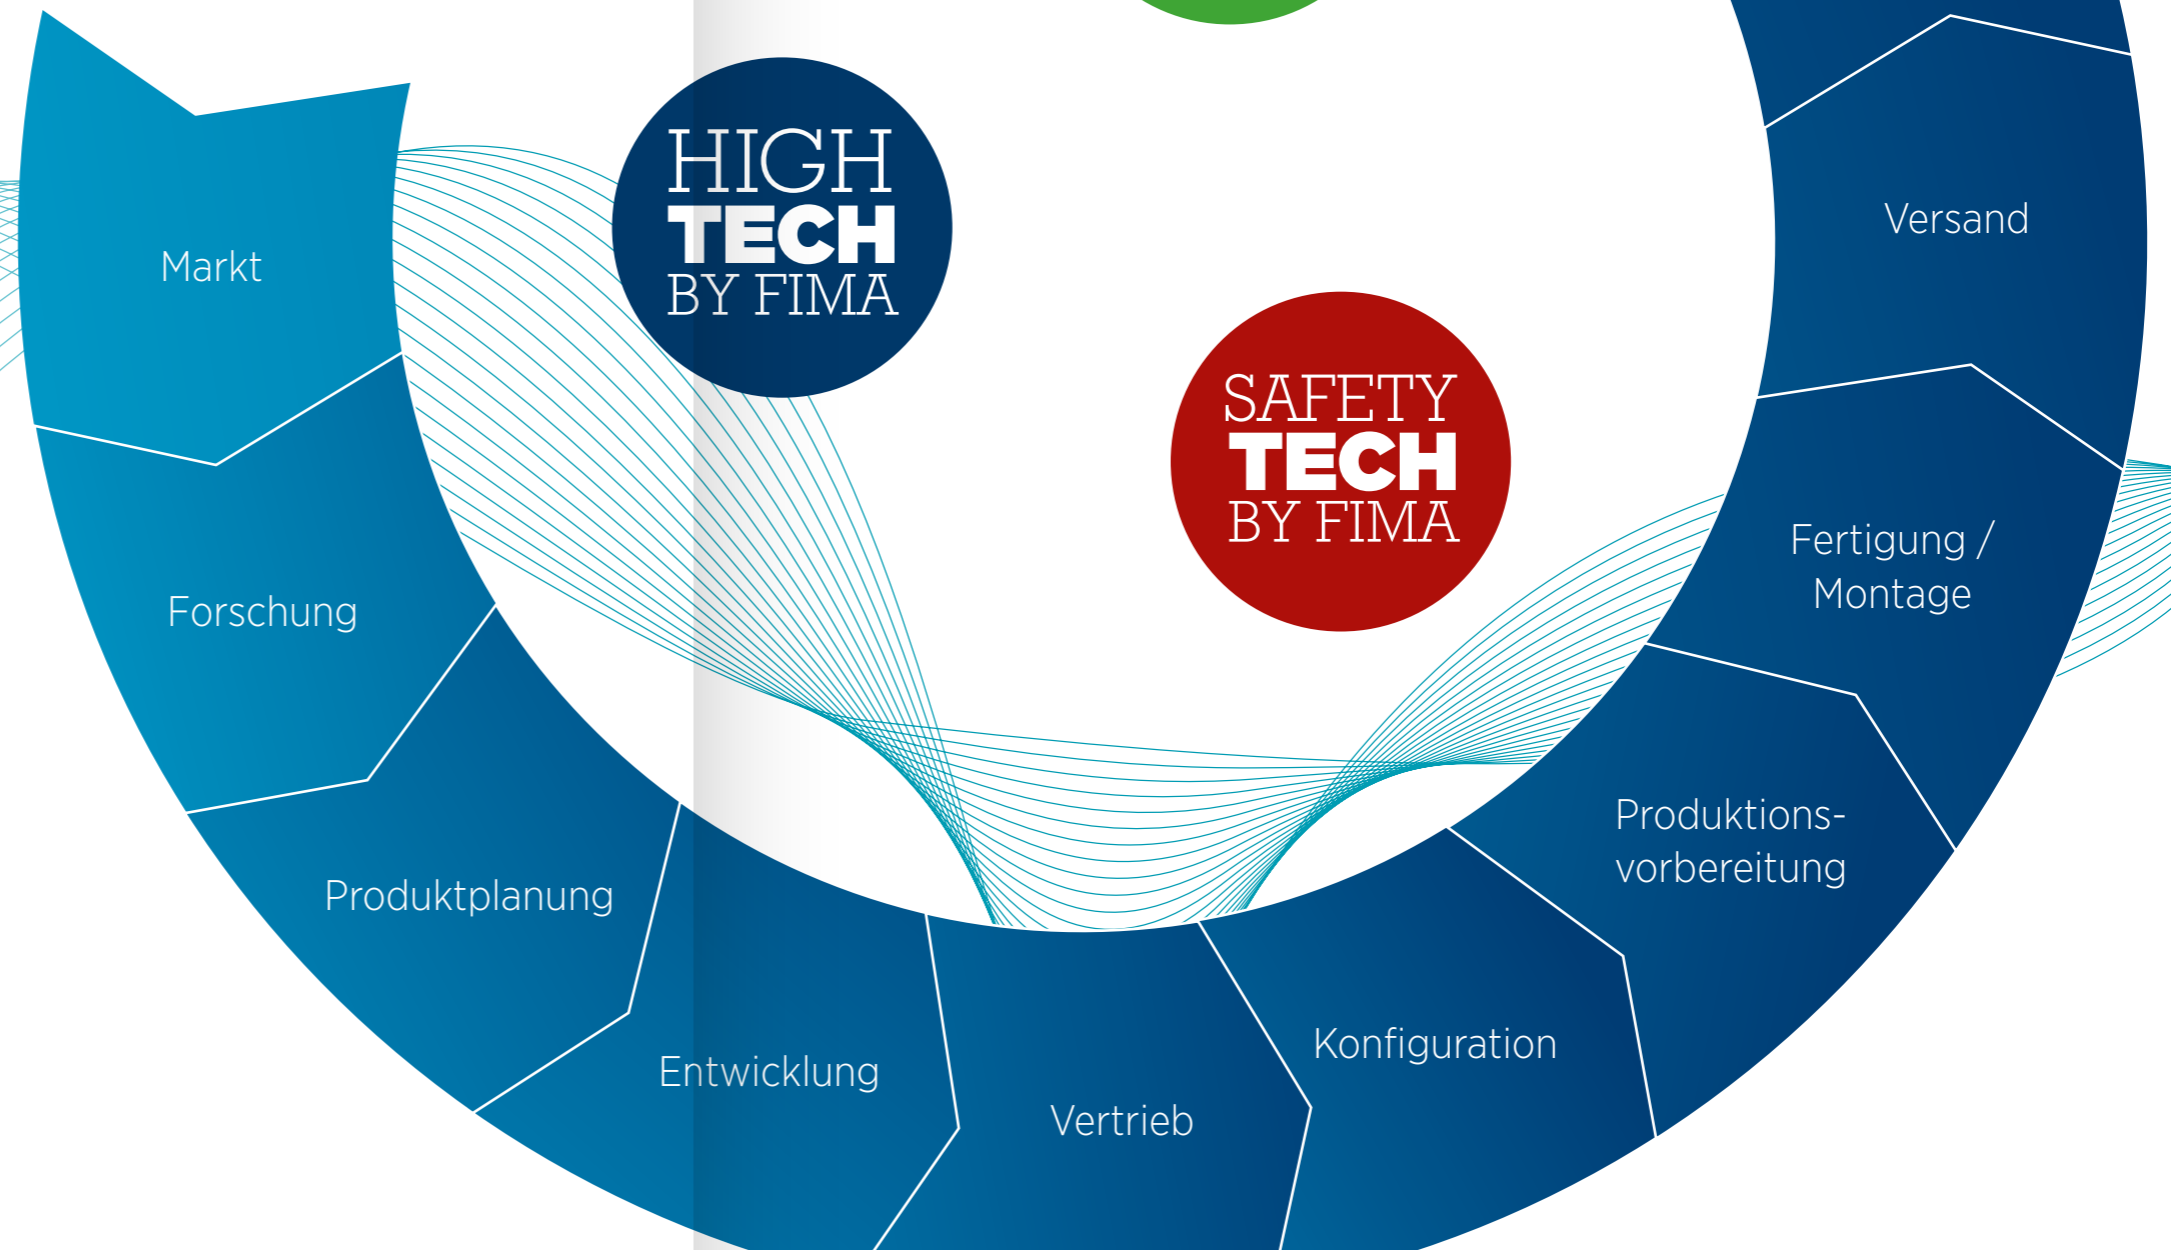 HIGH
TECH
BY FIMA
SAFETY
TECH
BY FIMA
Markt
Forschung
Produktplanung
Entwicklung
Vertrieb
Konfiguration
Produktions-
vorbereitung
Fertigung /
Montage
Versand